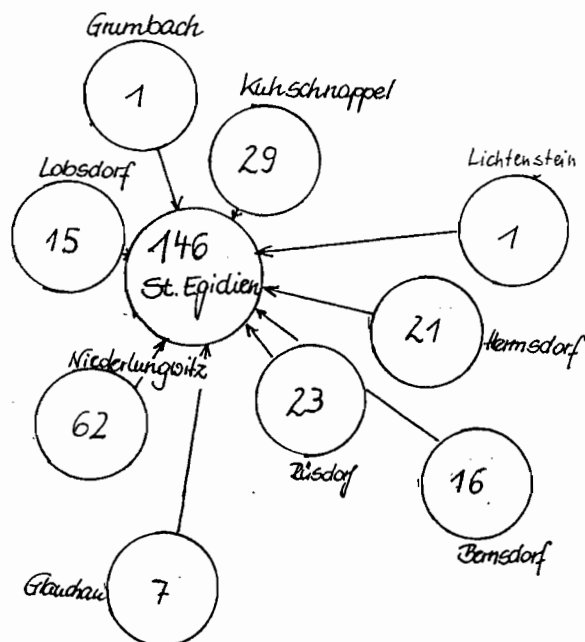 Grumbach
1
Kuhschnappel
29
Lichtenstein
1
Lobsdorf
15
146
St. Egidien
21
Hermsdorf
Niederlungwitz
62
23
Rüsdorf
16
Bernsdorf
Glauchau
7